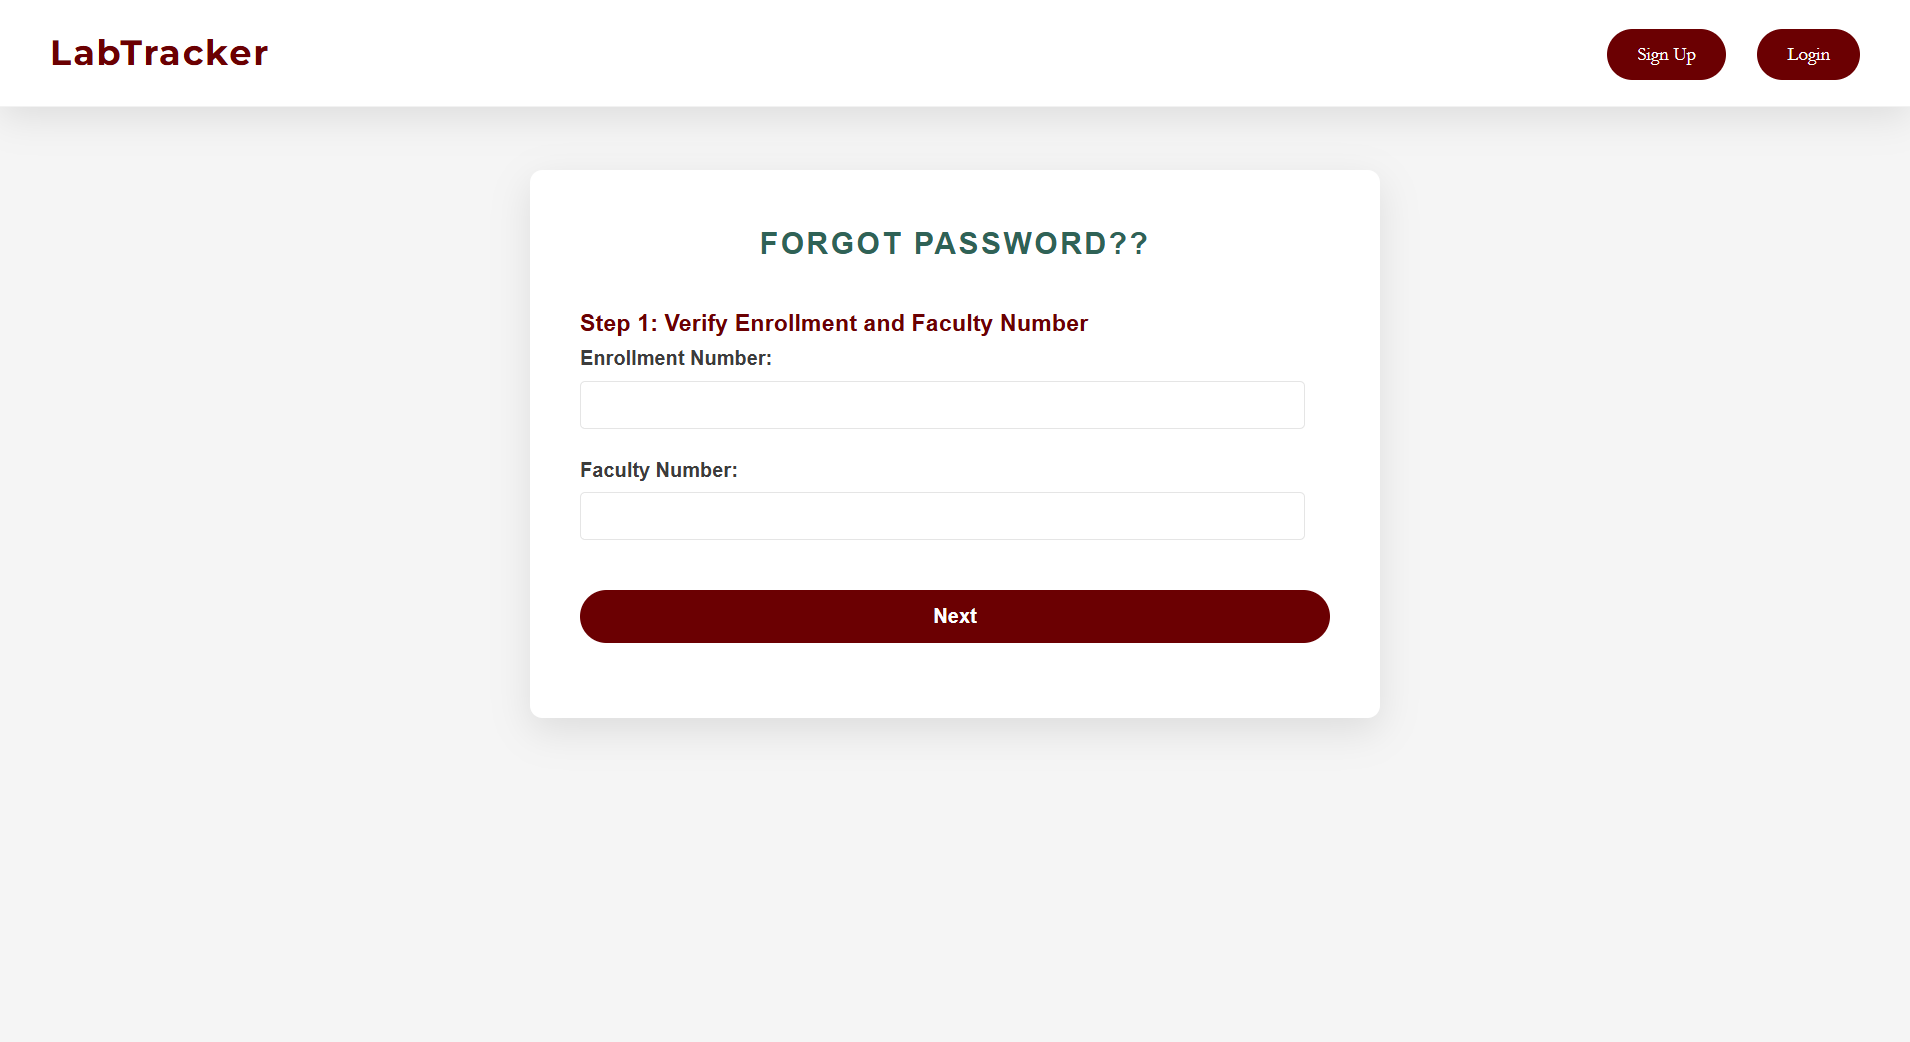 LabTracker
Sign Up
Login
FORGOT PASSWORD??
Step 1: Verify Enrollment and Faculty Number
Enrollment Number:
Faculty Number:
Next